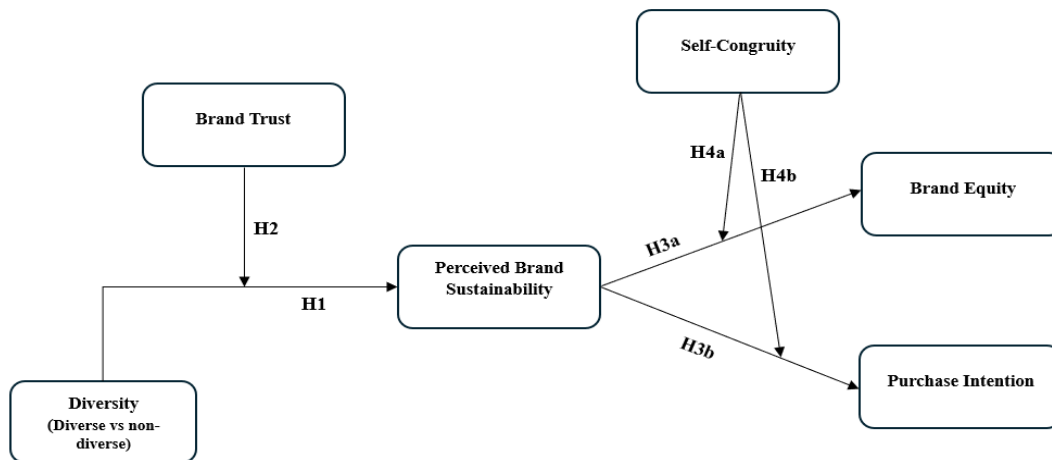 Self-Congruity
Brand Trust
H4a
H4b
Brand Equity
H2
H3a
Perceived Brand
Sustainability
H1
H3b
Diversity
(Diverse vs non-
diverse)
Purchase Intention